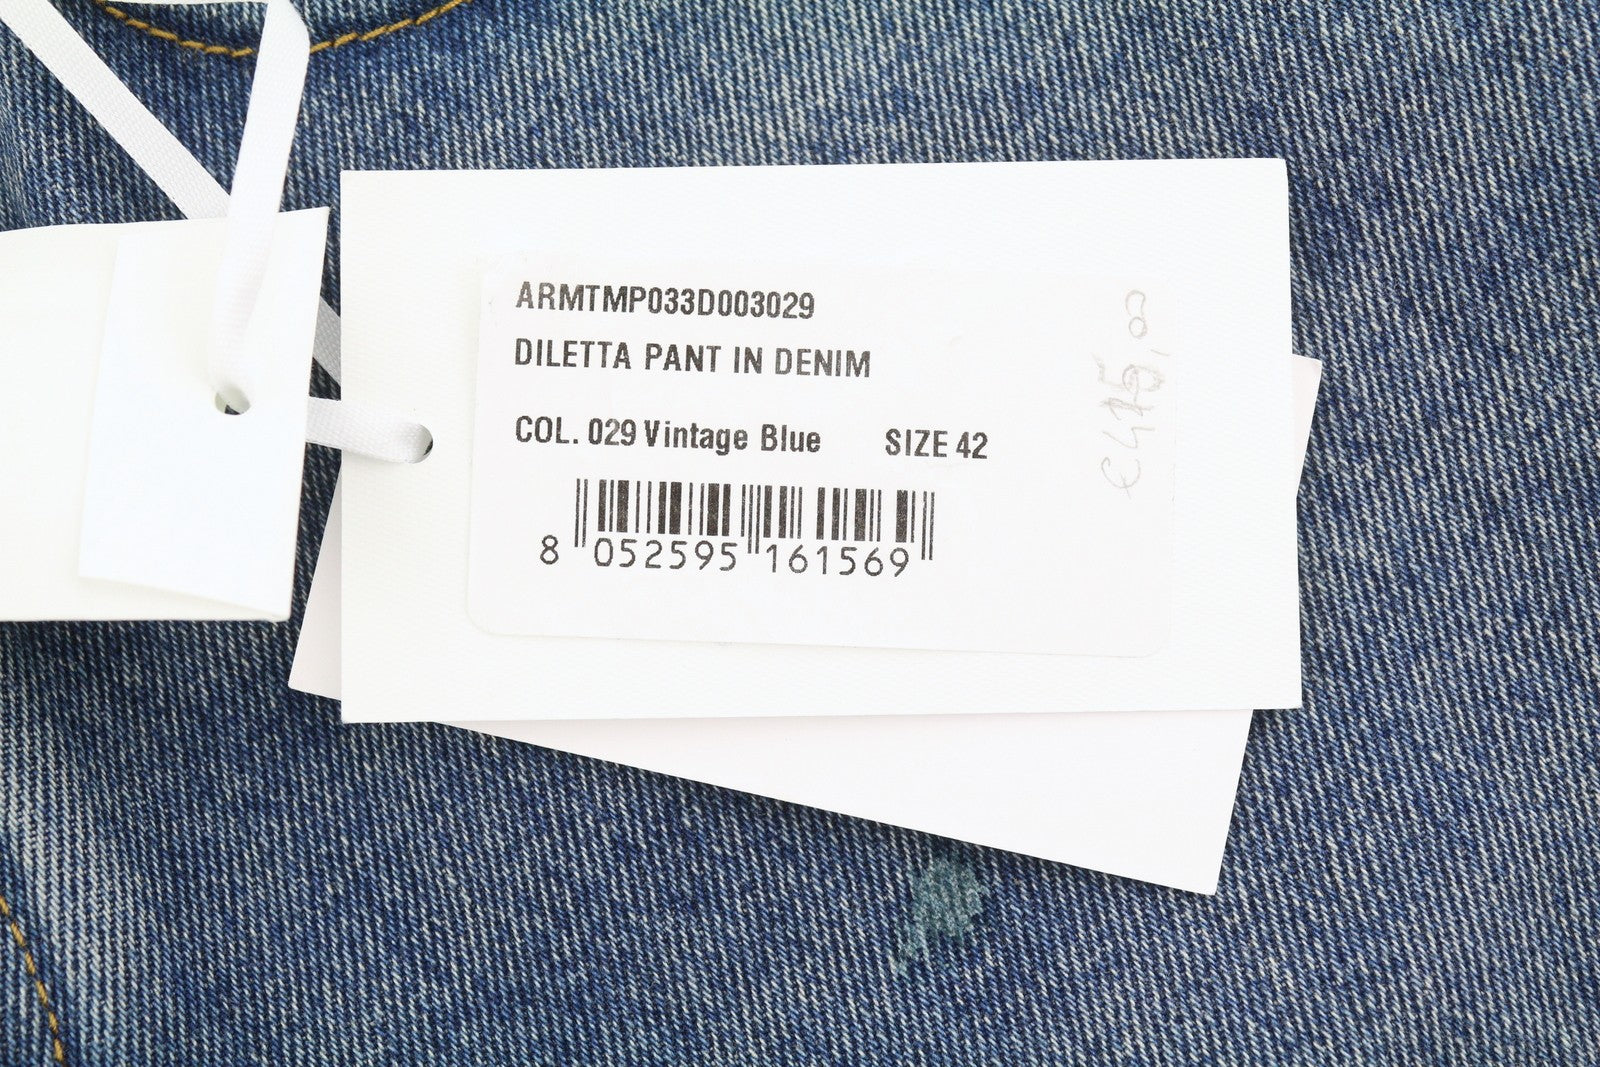 ARMTMP033D003029
DILETTA PANT IN DENIM
COL. 029 Vintage Blue SIZE 42
8 052595 161569